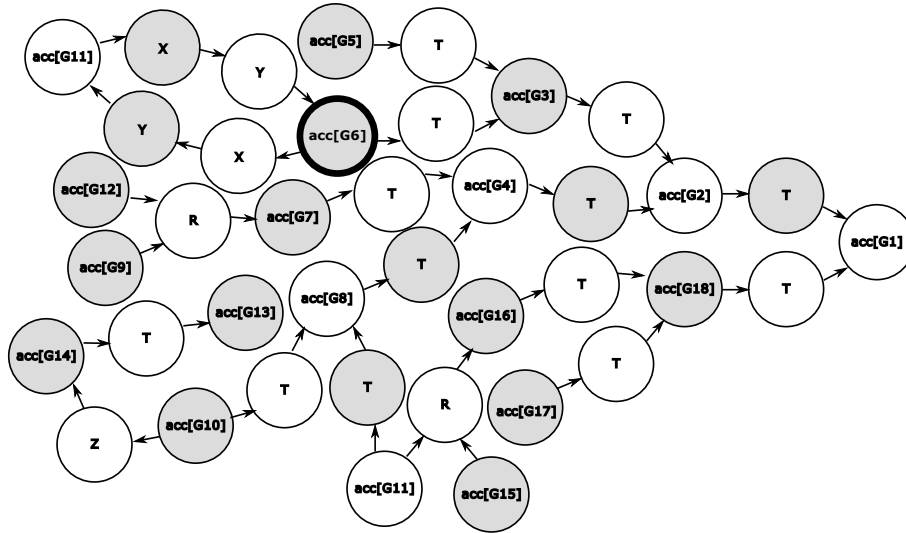 acc[G5]
T
acc[G11]
X
Y
acc[G3]
T
acc[G6]
T
Y
X
acc[G12]
R
acc[G7]
T
acc[G4]
T
acc[G2]
T
acc[G1]
acc[G9]
T
acc[G8]
T
acc[G18]
T
acc[G16]
acc[G13]
T
acc[G14]
T
T
T
R
acc[G17]
acc[G10]
Z
acc[G11]
acc[G15]